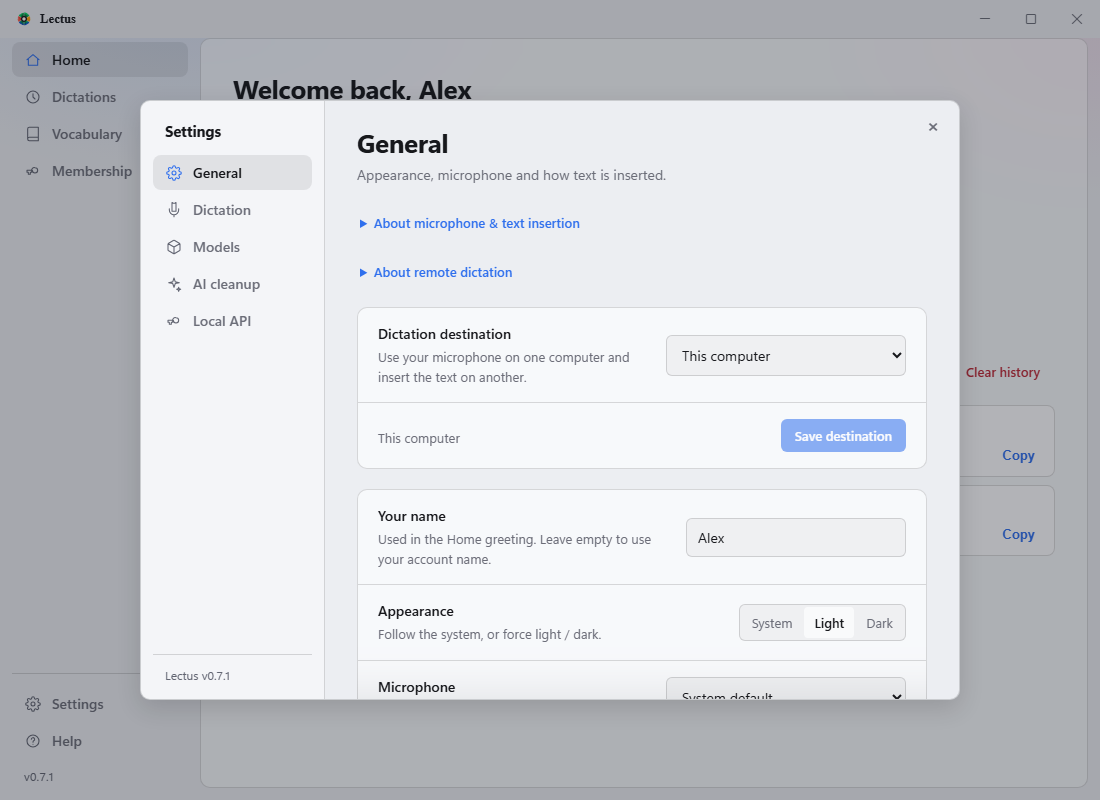 Lectus
Home
Dictations
Vocabulary
Membership
Settings
Help
v0.7.1
Welcome back, Alex
Clear history
Copy
Copy
Settings
General
Dictation
Models
AI cleanup
Local API
Lectus v0.7.1
General
Appearance, microphone and how text is inserted.
About microphone & text insertion
About remote dictation
Dictation destination
Use your microphone on one computer and
insert the text on another.
This computer
This computer
Save destination
Your name
Used in the Home greeting. Leave empty to use
your account name.
Alex
Appearance
Follow the system, or force light / dark.
System Light Dark
Microphone
System default